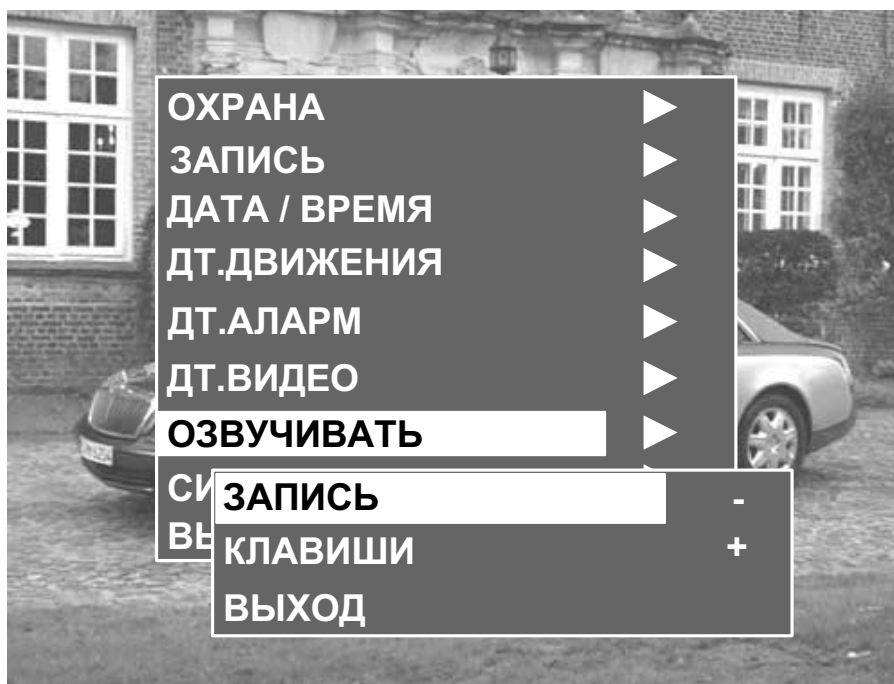 ОХРАНА
ЗАПИСЬ
ДАТА / ВРЕМЯ
ДТ.ДВИЖЕНИЯ
ДТ.АЛАРМ
ДТ.ВИДЕО
ОЗВУЧИВАТЬ
ЗАПИСЬ -
КЛАВИШИ +
ВЫХОД